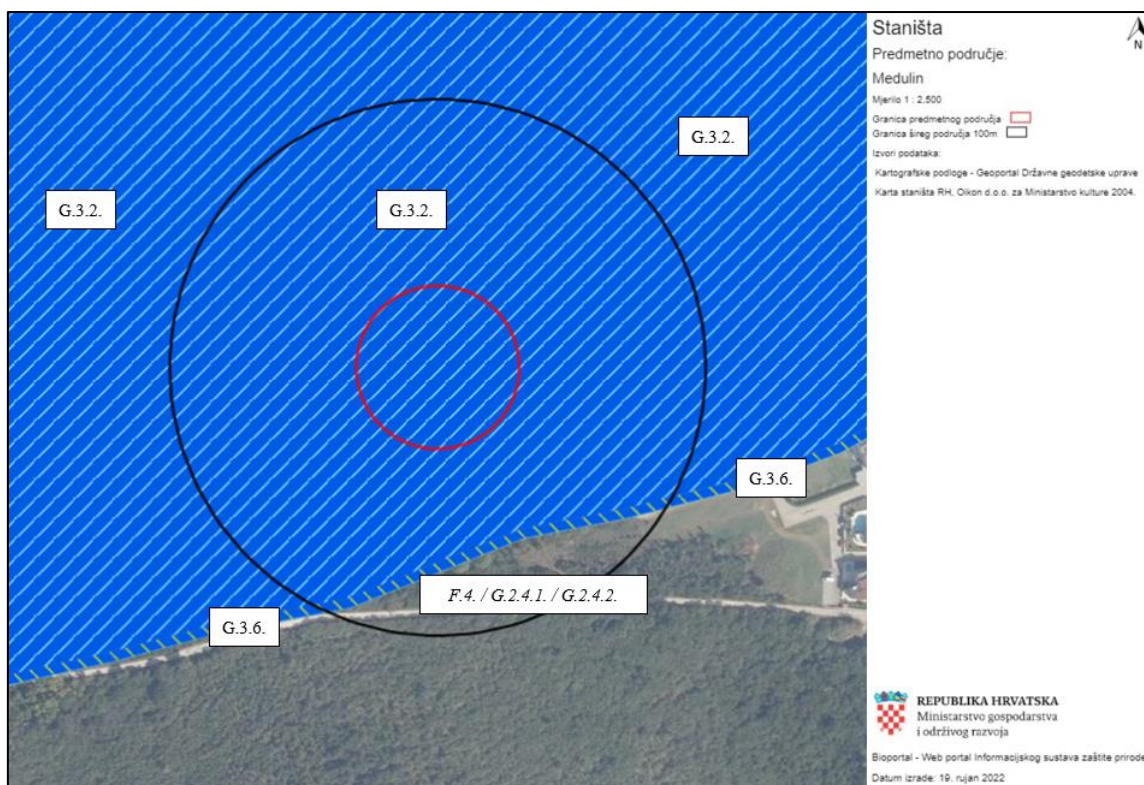 Staništa
N
Predmetno područje:
Medulin
Mjerilo 1 : 2,500
Granica predmetnog područja
Granica šireg područja 100m
Izvori podataka:
Kartografske podloge - Geoportal Državne geodetske uprave
Karta staništa RH, Oikon d.o.o. za Ministarstvo kulture 2004.
G.3.2.
G.3.2.
G.3.2.
G.3.6.
F.4. / G.2.4.1. / G.2.4.2.
G.3.6.
REPUBLIKA HRVATSKA
Ministarstvo gospodarstva
i održivog razvoja
Bioportal - Web portal Informacijskog sustava zaštite prirode
Datum izrade: 19. rujan 2022